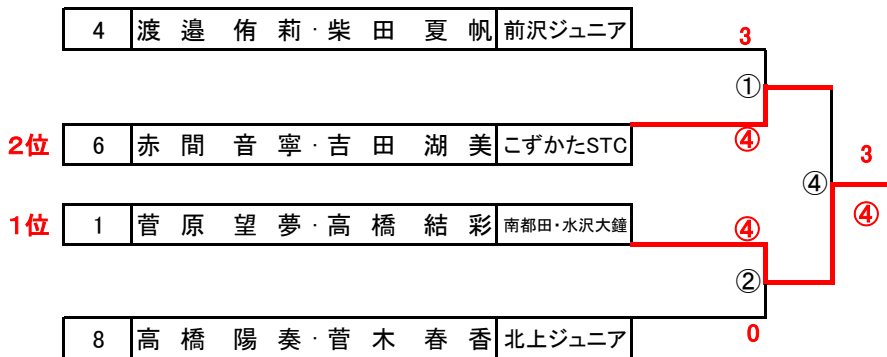 4 渡邉侑莉・柴田夏帆 前沢ジュニア
3
①
2位 6 赤間音寧・吉田湖美 こずかたSTC
④
3
④
1位 1 菅原望夢・高橋結彩 南都田・水沢大鐘
④
④
②
0
8 高橋陽奏・菅木春香 北上ジュニア